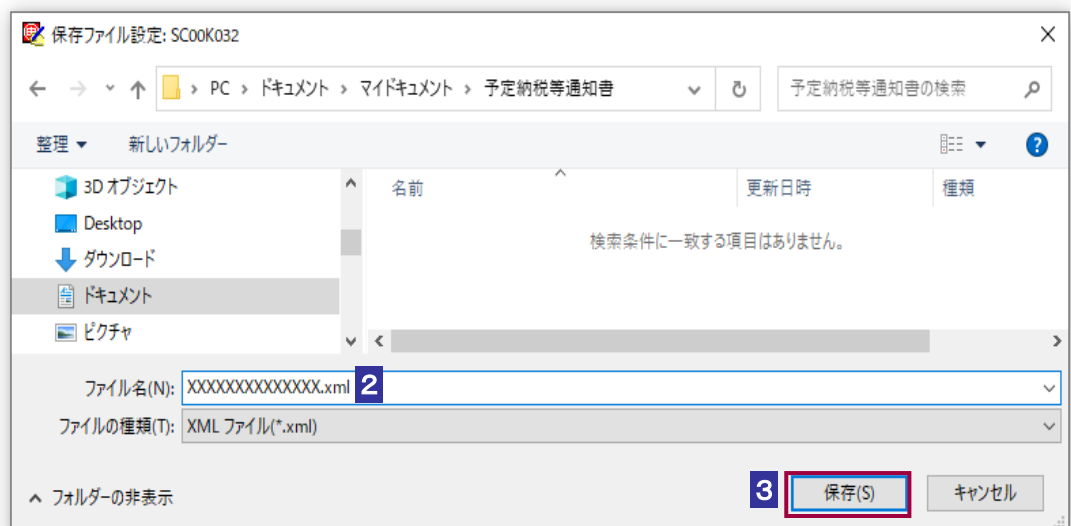 保存ファイル設定: SC00K032
PC › ドキュメント › マイドキュメント › 予定納税等通知書
予定納税等通知書の検索
整理 新しいフォルダー
?
3D オブジェクト
Desktop
ダウンロード
ドキュメント
ピクチャ
名前 更新日時 種類
検索条件に一致する項目はありません。
ファイル名(N): XXXXXXXXXXXXXX.xml 2
ファイルの種類(T): XML ファイル(*.xml)
フォルダーの非表示
3 保存(S) キャンセル